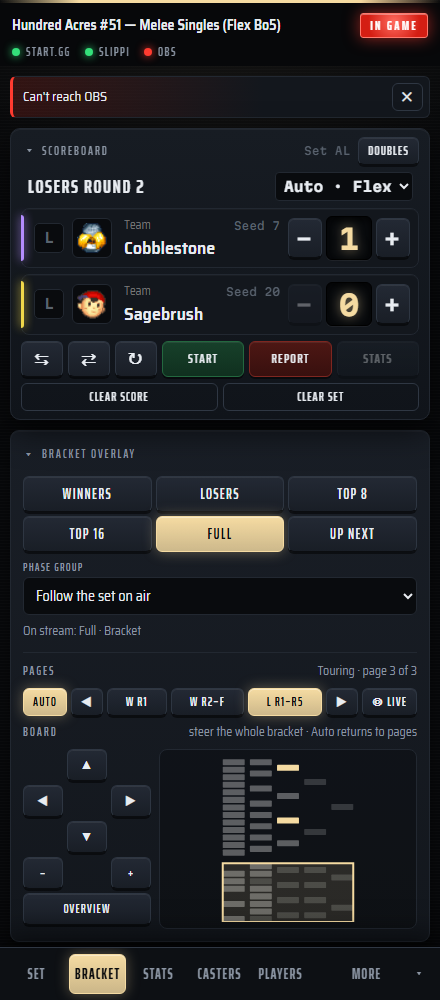 Hundred Acres #51 — Melee Singles (Flex Bo5)
IN GAME
START.GG SLIPPI OBS
Can't reach OBS
SCOREBOARD Set AL DOUBLES
LOSERS ROUND 2 Auto · Flex
L Team Seed 7
Cobblestone − 1 +
L Team Seed 20
Sagebrush − 0 +
START REPORT STATS
CLEAR SCORE CLEAR SET
BRACKET OVERLAY
WINNERS LOSERS TOP 8
TOP 16 FULL UP NEXT
PHASE GROUP
Follow the set on air
On stream: Full · Bracket
PAGES Touring · page 3 of 3
AUTO W R1 W R2–F L R1–R5 LIVE
BOARD steer the whole bracket · Auto returns to pages
− +
OVERVIEW
SET BRACKET STATS CASTERS PLAYERS MORE